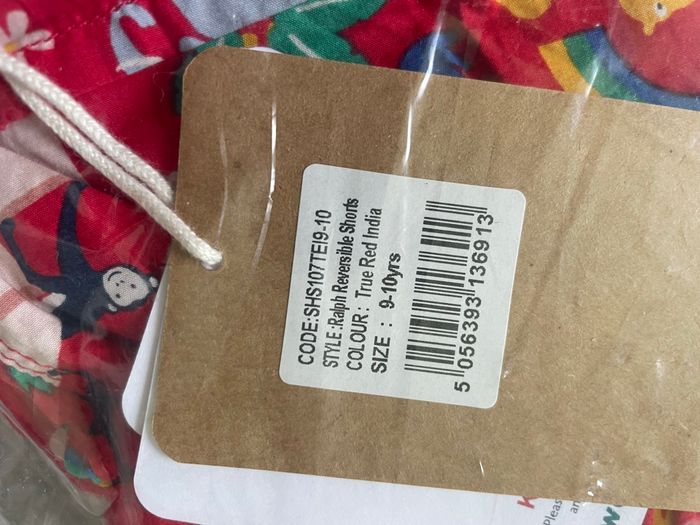 CODE:SHS107TEI9-10
STYLE :Ralph Reversible Shorts
COLOUR : True Red India
SIZE : 9-10yrs
5 056393 136913